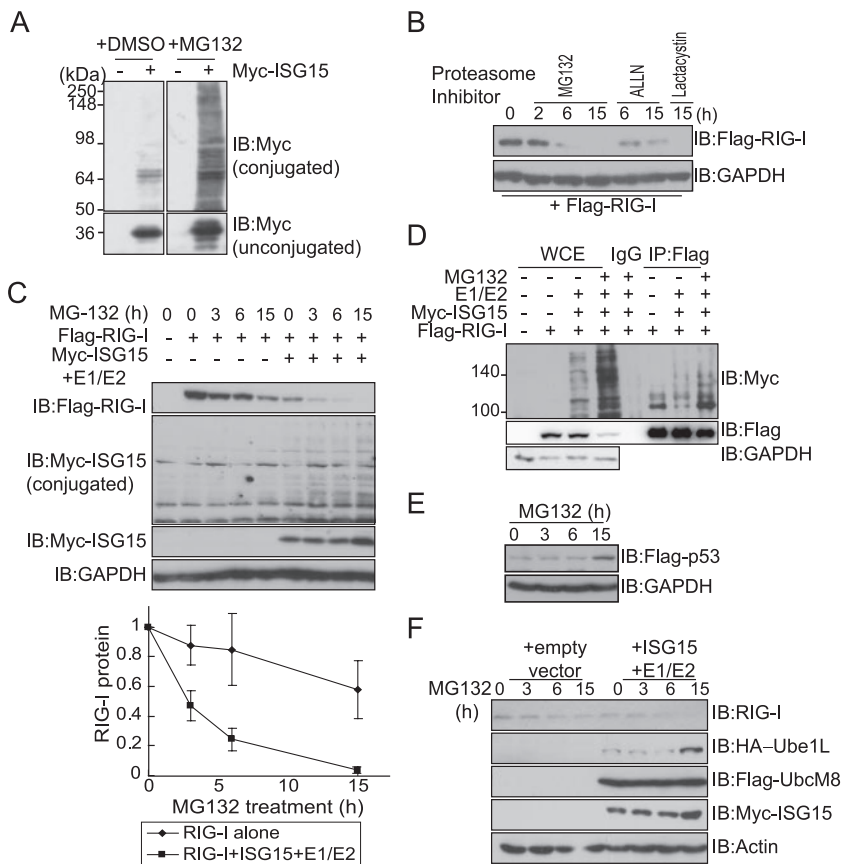 A
+DMSO +MG132
- + - + Myc-ISG15
(kDa)
250
148
98
64
50
36
IB:Myc
(conjugated)
IB:Myc
(unconjugated)
B
Proteasome
Inhibitor
MG132
ALLN
Lactacystin
0 2 6 15 6 15 15 (h)
IB:Flag-RIG-I
IB:GAPDH
+ Flag-RIG-I
C
MG-132 (h) 0 0 3 6 15 0 3 6 15
Flag-RIG-I - + + + + + + + +
Myc-ISG15 - - - - - + + + +
+E1/E2
IB:Flag-RIG-I
IB:Myc-ISG15
(conjugated)
IB:Myc-ISG15
IB:GAPDH
RIG-I protein
1
0.8
0.6
0.4
0.2
0
0 5 10 15
MG132 treatment (h)
RIG-I alone
RIG-I+ISG15+E1/E2
D
WCE IgG IP:Flag
MG132 - - - + + - - +
E1/E2 - - + + + - + +
Myc-ISG15 - - + + + - + +
Flag-RIG-I - + + + + + + +
140
100
IB:Myc
IB:Flag
IB:GAPDH
E
MG132 (h)
0 3 6 15
IB:Flag-p53
IB:GAPDH
F
+empty
vector
+ISG15
+E1/E2
MG132 0 3 6 15 0 3 6 15
(h)
IB:RIG-I
IB:HA–Ube1L
IB:Flag-UbcM8
IB:Myc-ISG15
IB:Actin